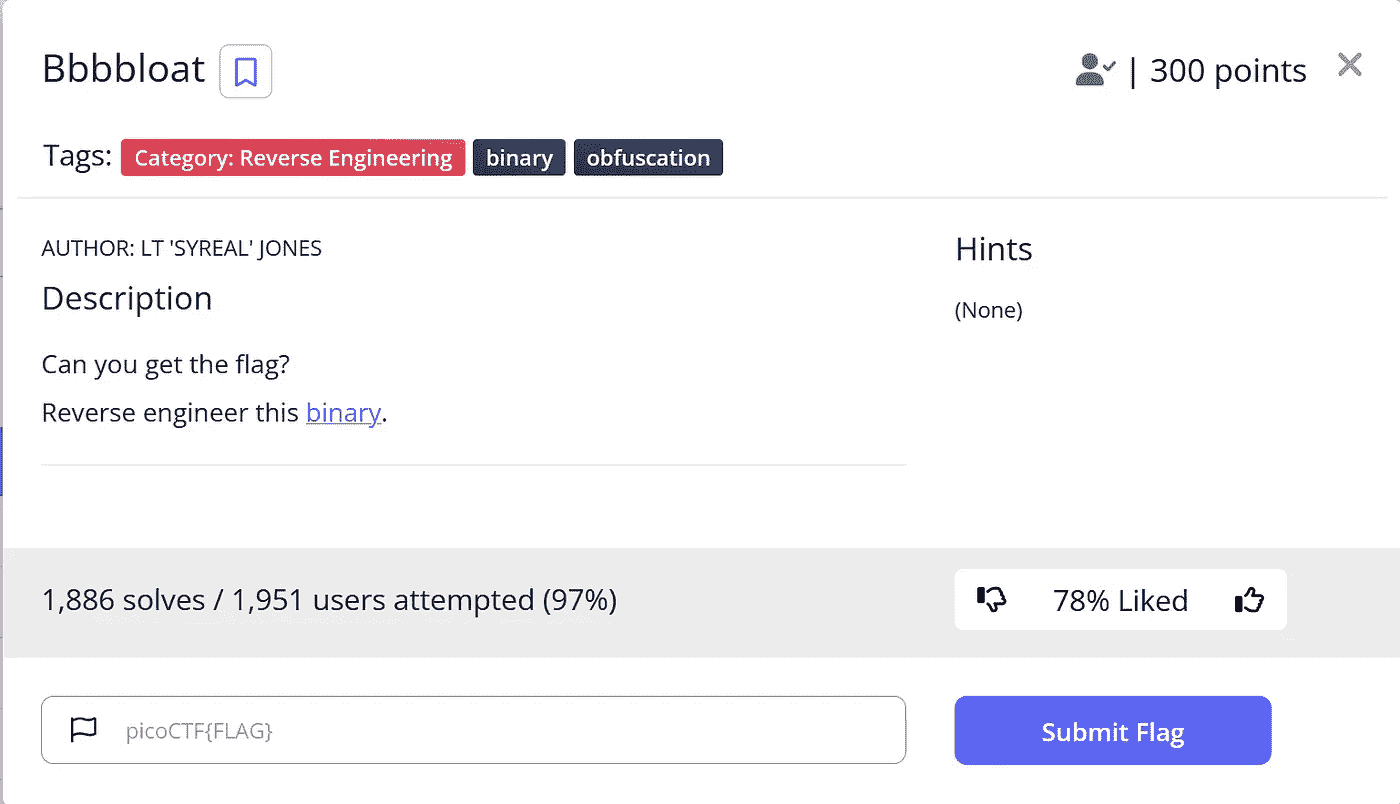 Bbbbloat
| 300 points
Tags: Category: Reverse Engineering binary obfuscation
AUTHOR: LT 'SYREAL' JONES
Hints
Description
(None)
Can you get the flag?
Reverse engineer this binary.
1,886 solves / 1,951 users attempted (97%)
78% Liked
picoCTF{FLAG}
Submit Flag